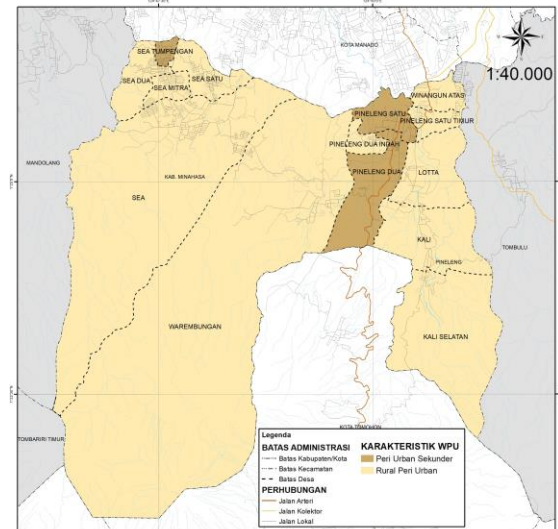 KOTA MANADO
1:40.000
SEA TUMPENGAN
SEA DUA
SEA SATU
SEA MITRA
WINANGUN ATAS
PINELENG SATU
PINELENG SATU TIMUR
PINELENG DUA INDAH
MANDOLANG
KAB. MINAHASA
PINELENG DUA
LOTTA
SEA
KALI
TOMBULU
PINELENG
WAREMBUNGAN
KALI SELATAN
KOTA TOMOHON
TOMBARIRI TIMUR
Legenda
BATAS ADMINISTRASI
Batas Kabupaten/Kota
Batas Kecamatan
Batas Desa
PERHUBUNGAN
Jalan Arteri
Jalan Kolektor
Jalan Lokal
KARAKTERISTIK WPU
Peri Urban Sekunder
Rural Peri Urban